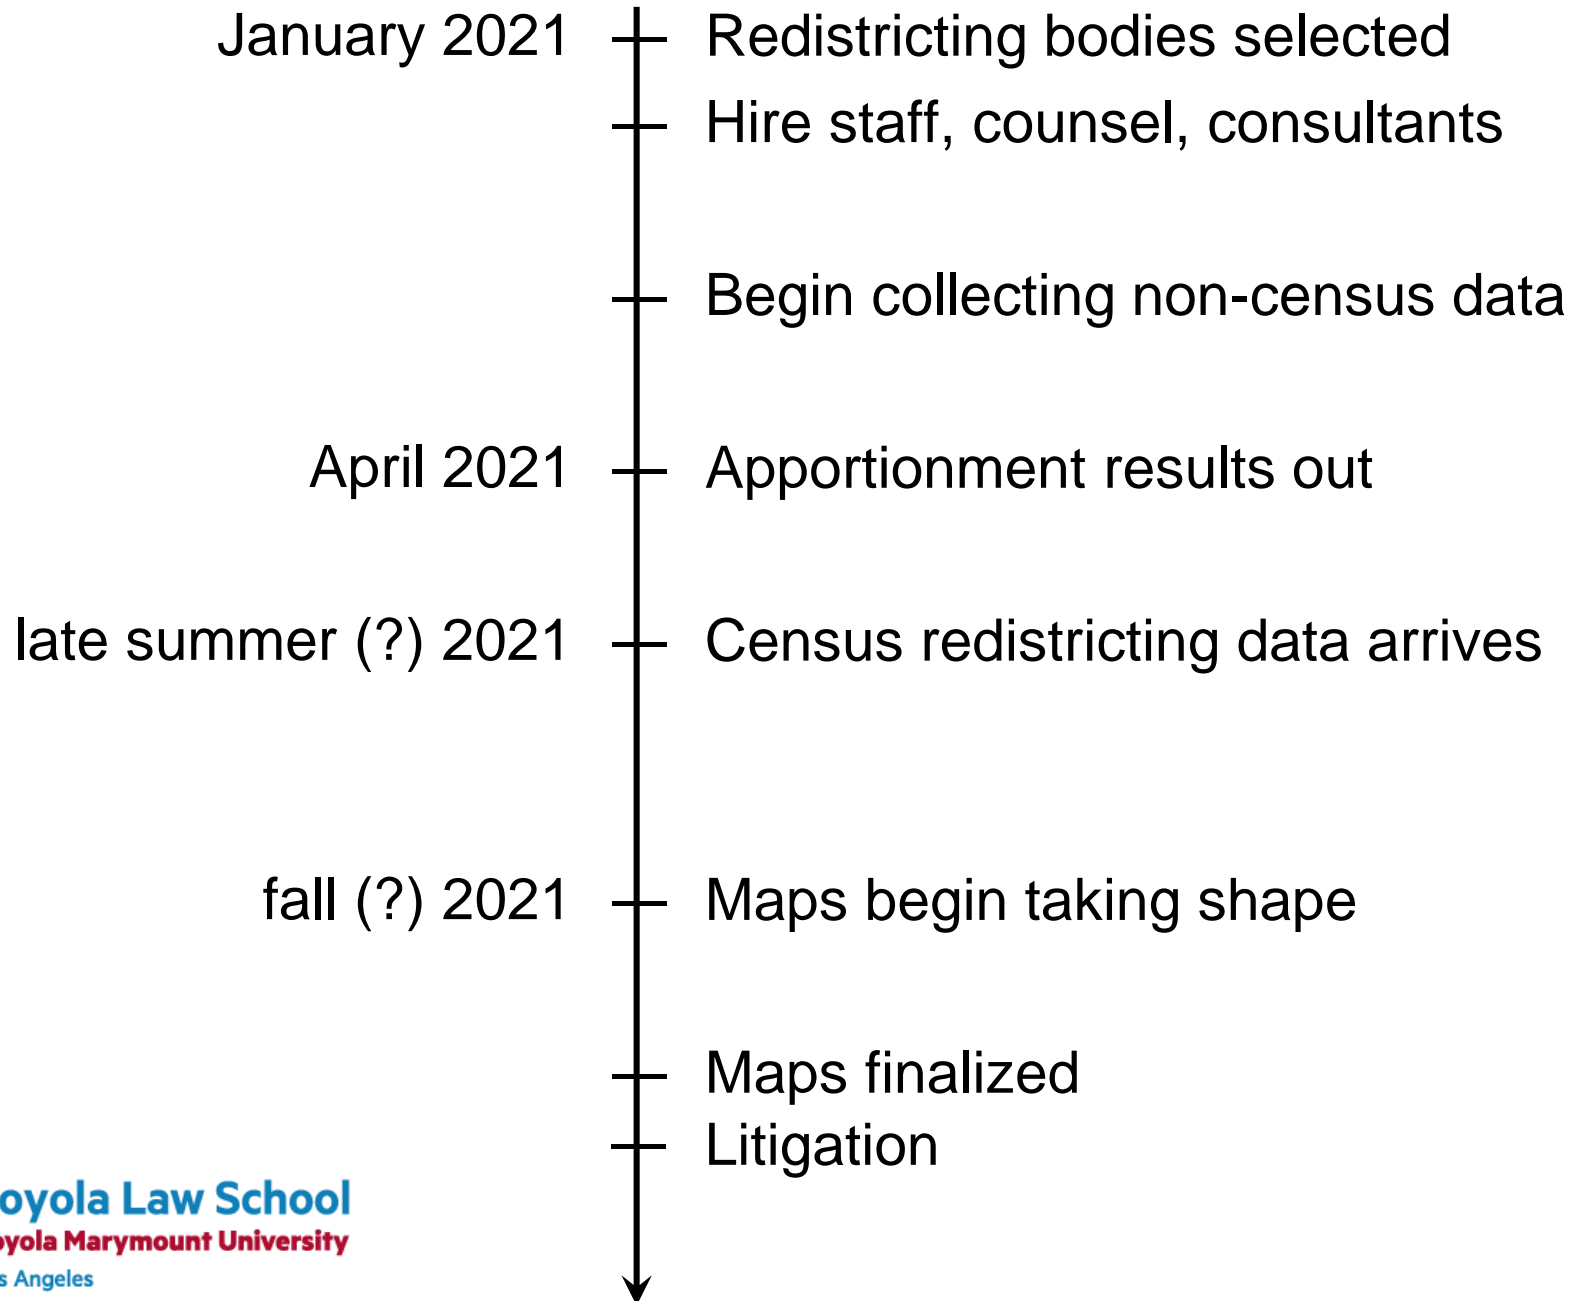 January 2021 Redistricting bodies selected
Hire staff, counsel, consultants
Begin collecting non-census data
April 2021 Apportionment results out
late summer (?) 2021 Census redistricting data arrives
fall (?) 2021 Maps begin taking shape
Maps finalized
Litigation
oyola Law School
oyola Marymount University
s Angeles